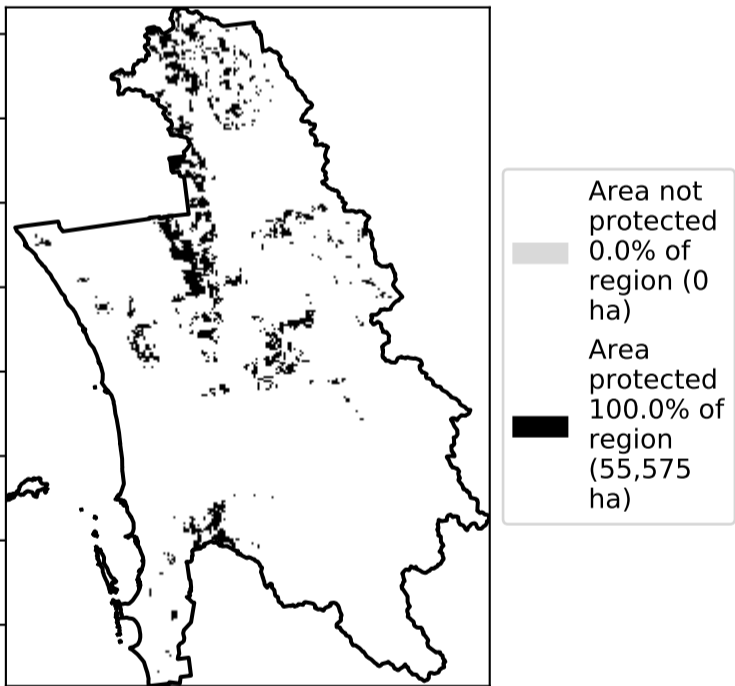 Area not
protected
0.0% of
region (0
ha)
Area
protected
100.0% of
region
(55,575
ha)